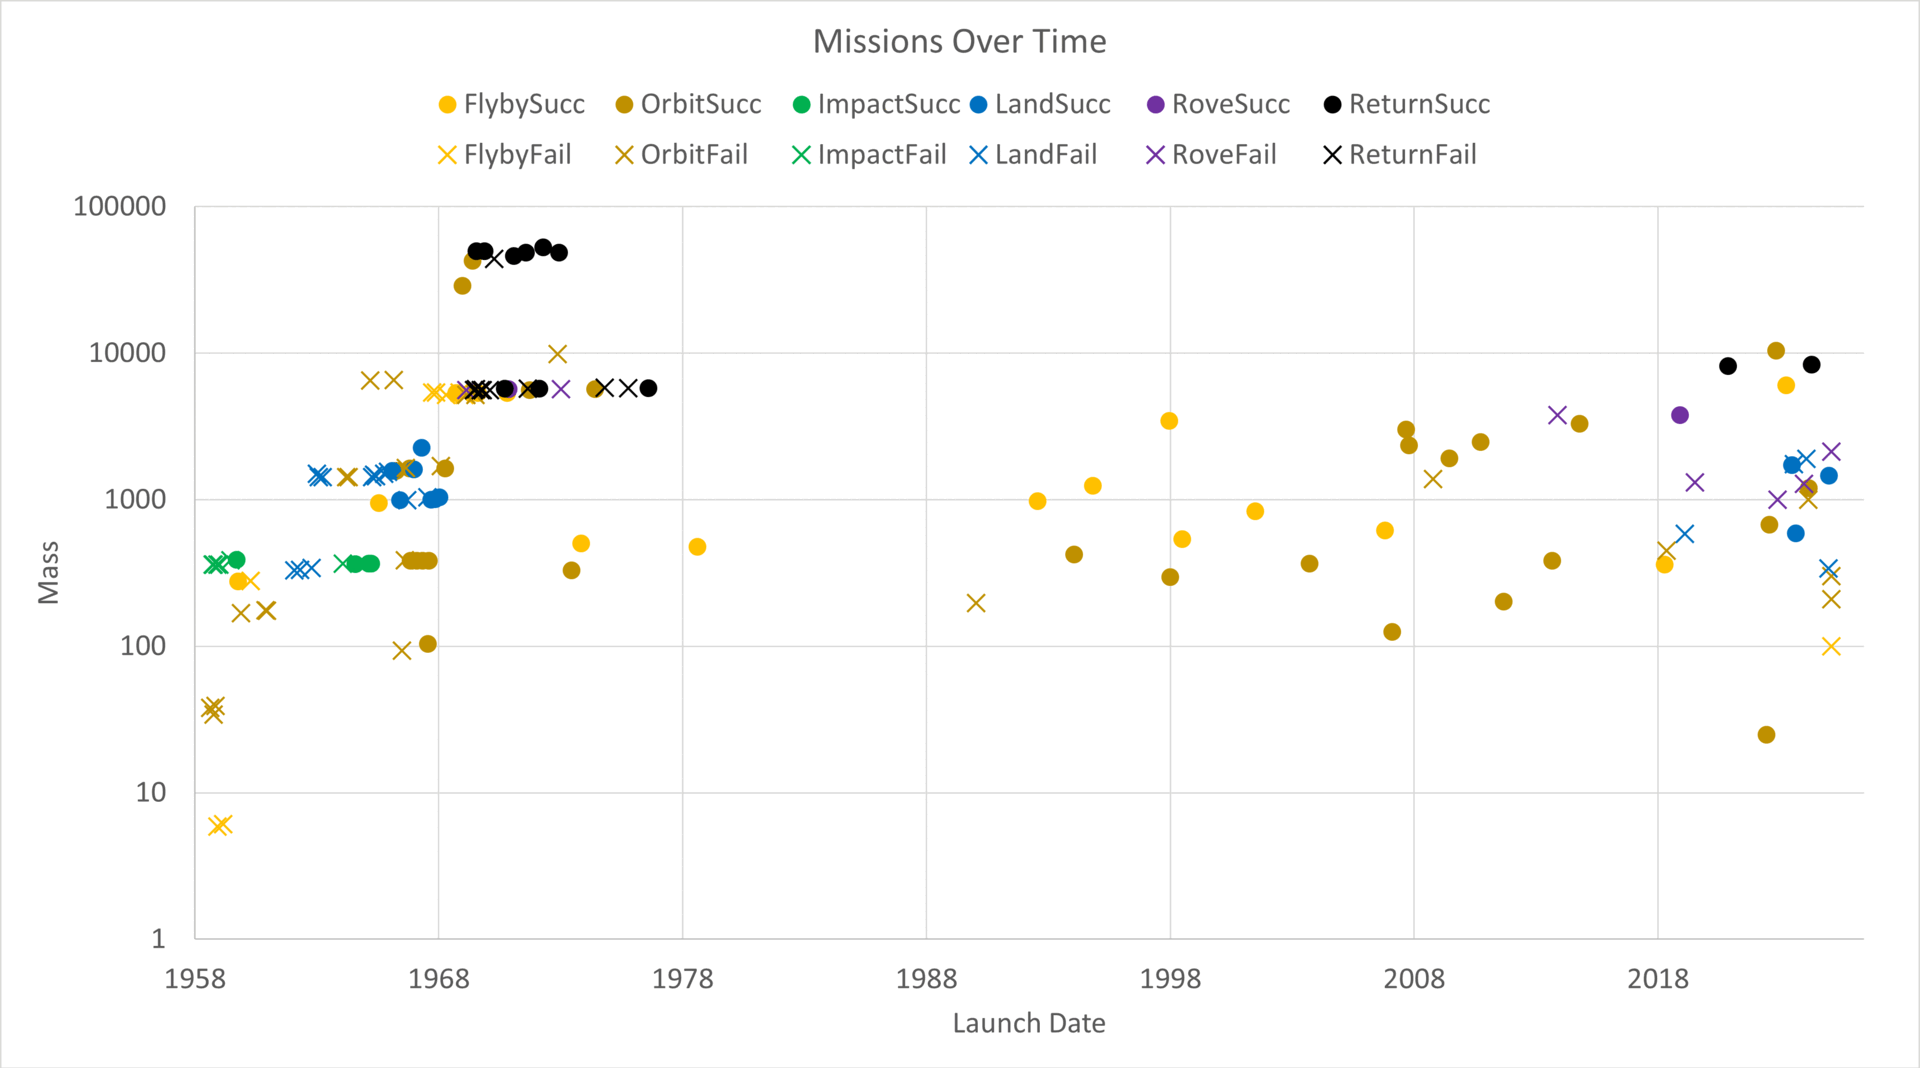 Missions Over Time
FlybySucc OrbitSucc ImpactSucc LandSucc RoveSucc ReturnSucc
FlybyFail OrbitFail ImpactFail LandFail RoveFail ReturnFail
100000
10000
1000
100
10
1
Mass
1958 1968 1978 1988 1998 2008 2018
Launch Date